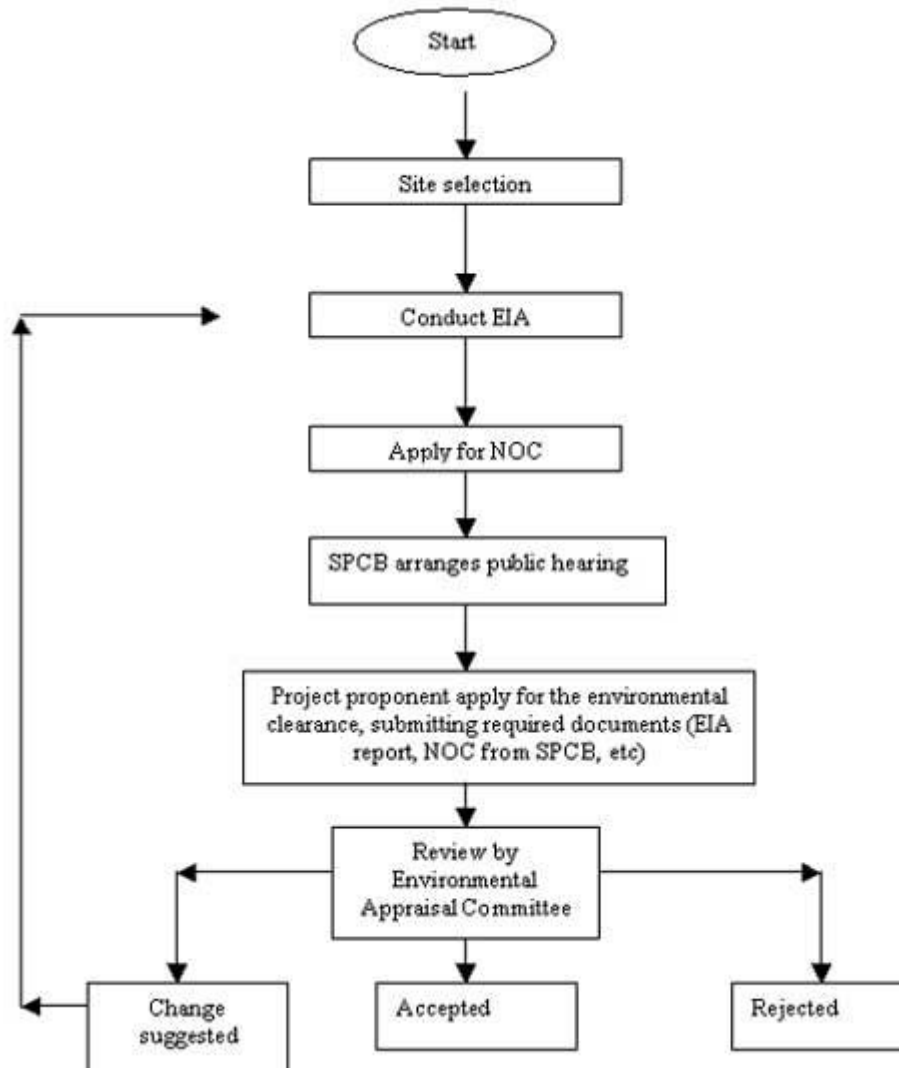 Start
Site selection
Conduct EIA
Apply for NOC
SPCB arranges public hearing
Project proponent apply for the environmental
clearance, submitting required documents (EIA
report, NOC from SPCB, etc)
Review by
Environmental
Appraisal Committee
Change
suggested
Accepted
Rejected